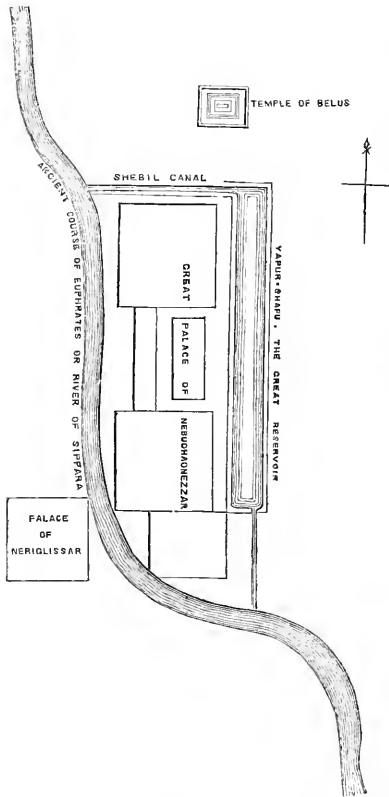 TEMPLE OF BELUS
SHEBIL CANAL
ANCIENT COURSE OF EUPHRATES OR RIVER OF SIPPARA
YAPUR-SHAPU. THE GREAT RESERVOIR
GREAT
PALACE OF
NEBUCHADNEZZAR
PALACE
OF
NERIGLISSAR